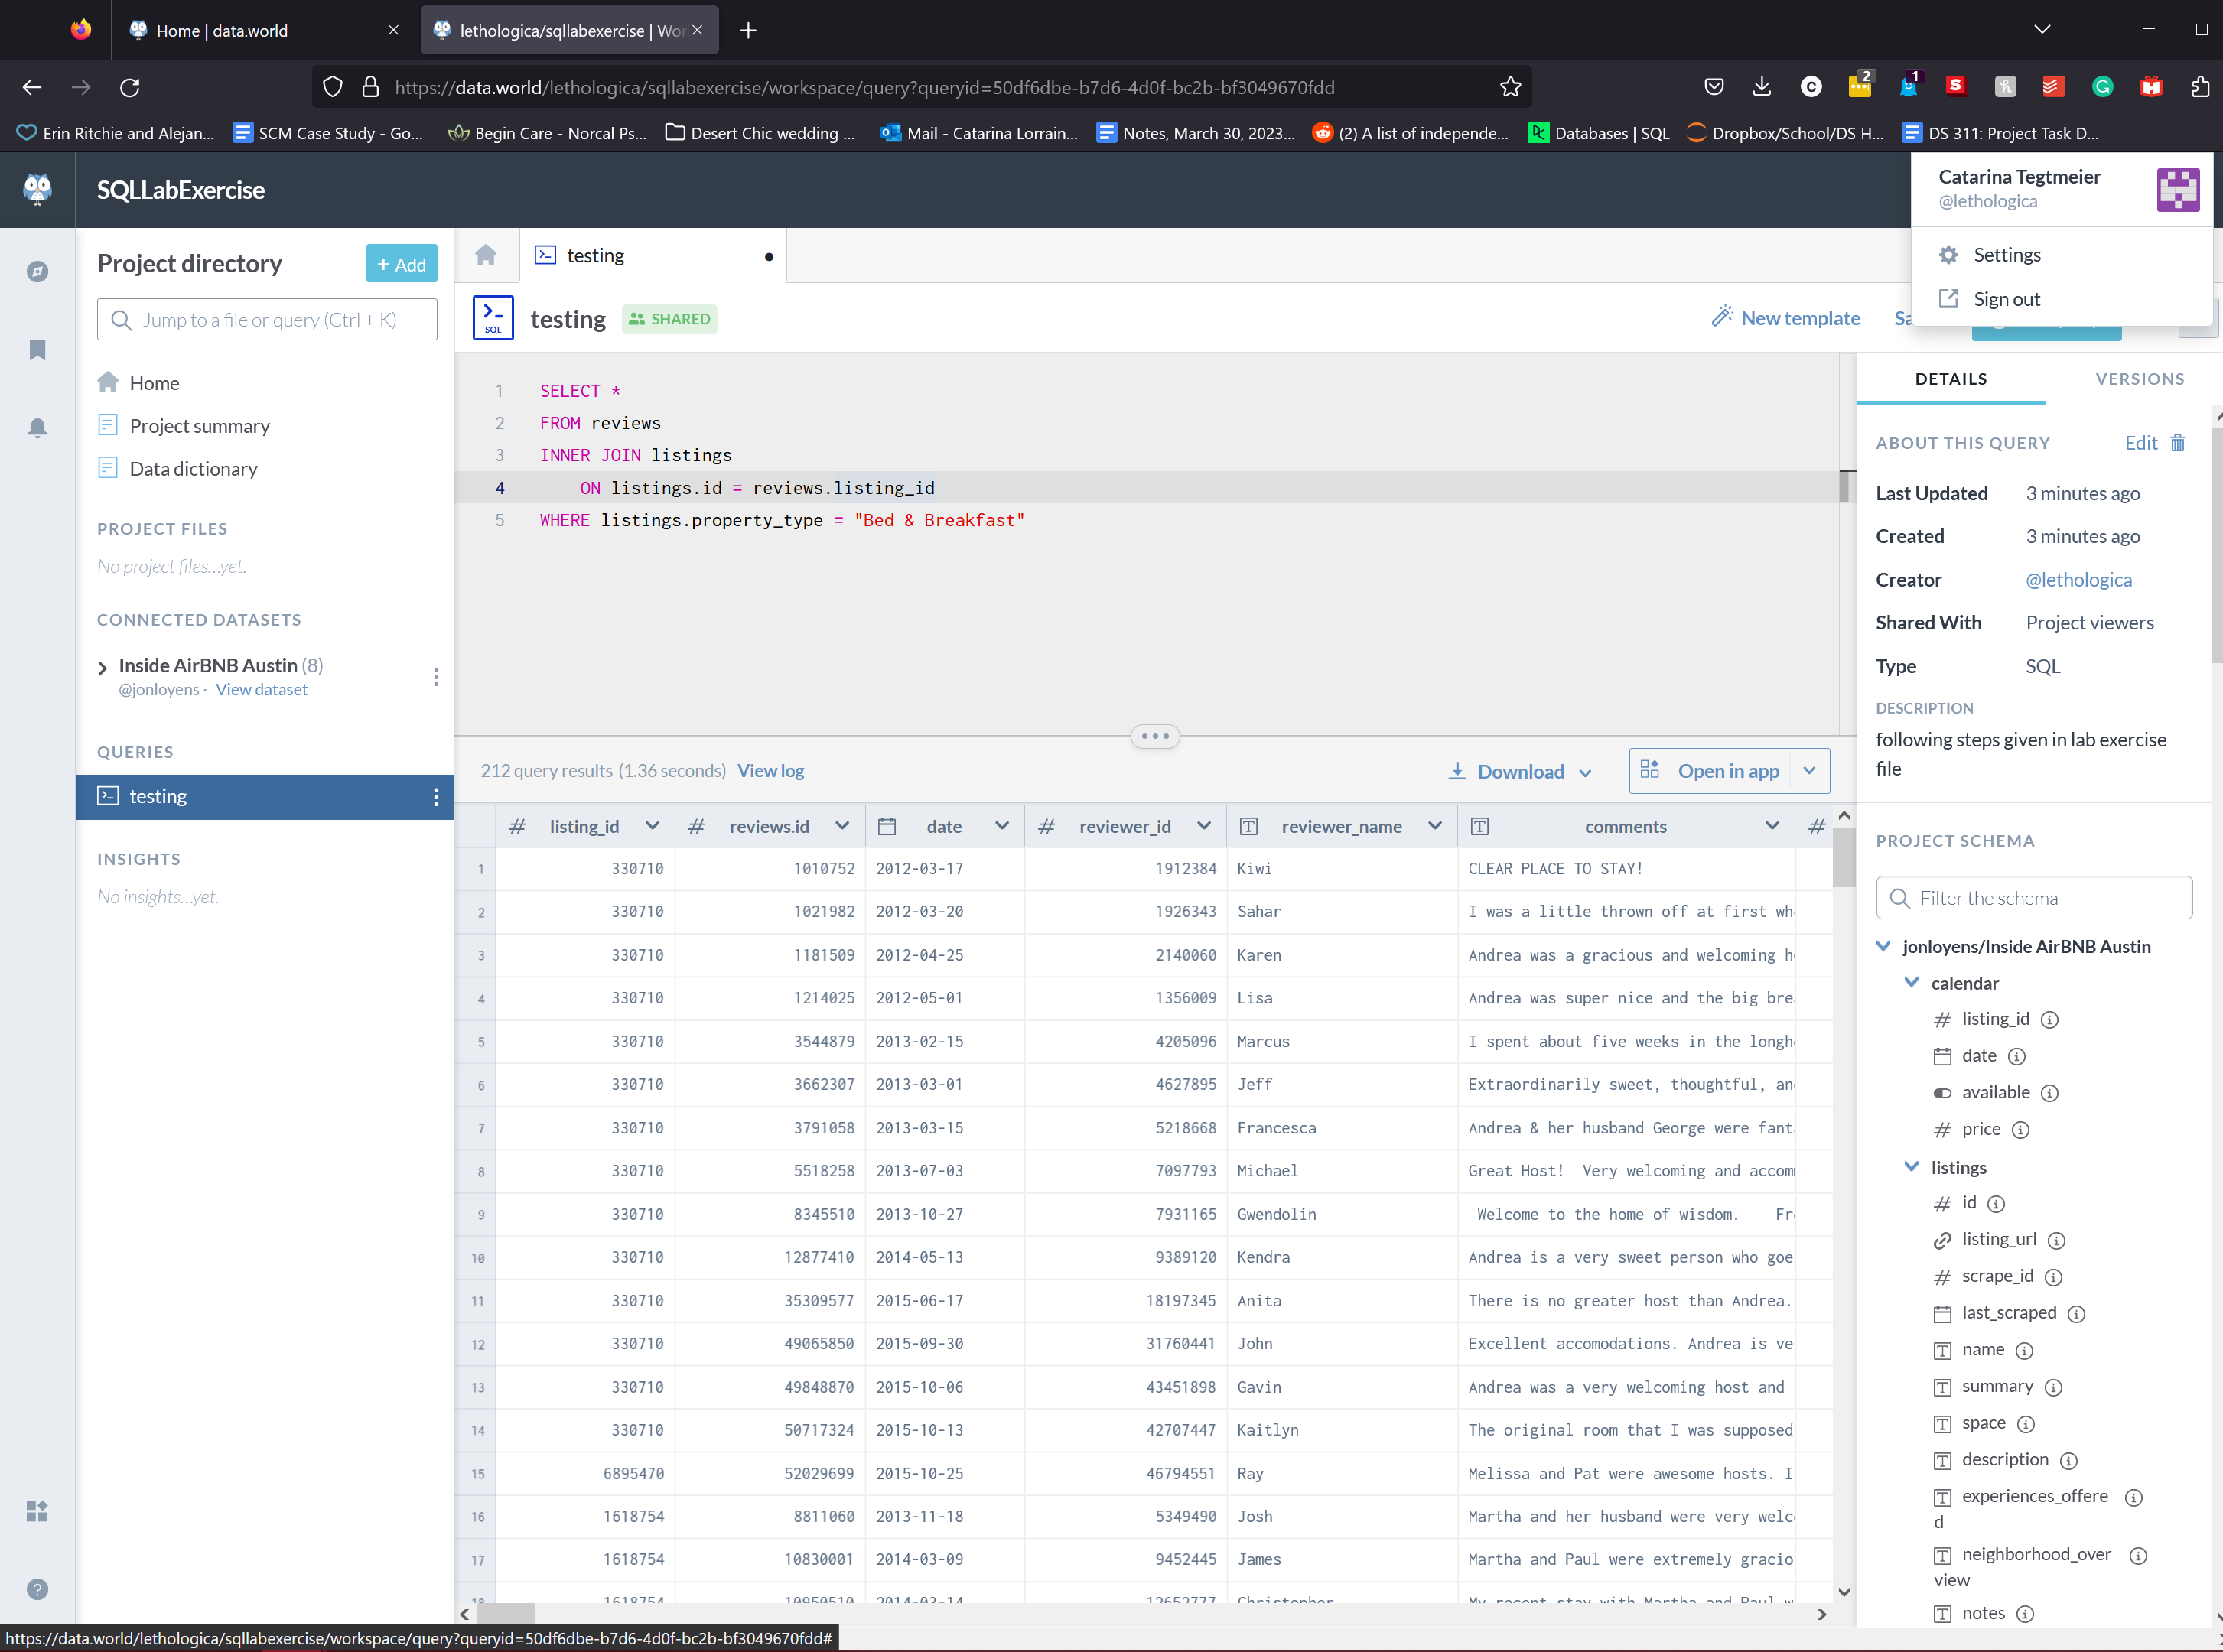 Home | data.world
lethologica/sqllabexercise | Wor
https://data.world/lethologica/sqllabexercise/workspace/query?queryid=50df6dbe-b7d6-4d0f-bc2b-bf3049670fdd
2
1
Erin Ritchie and Alejan...
SCM Case Study - Go...
Begin Care - Norcal Ps...
Desert Chic wedding ...
Mail - Catarina Lorrain...
Notes, March 30, 2023...
(2) A list of independe...
Databases | SQL
Dropbox/School/DS H...
DS 311: Project Task D...
SQLLabExercise
Catarina Tegtmeier
@lethologica
Settings
Sign out
Project directory
+ Add
Jump to a file or query (Ctrl + K)
Home
Project summary
Data dictionary
PROJECT FILES
No project files...yet.
CONNECTED DATASETS
Inside AirBNB Austin (8)
@jonloyens · View dataset
QUERIES
testing
INSIGHTS
No insights...yet.
testing
SQL
testing
SHARED
New template
Sa
1 SELECT *
2 FROM reviews
3 INNER JOIN listings
4 ON listings.id = reviews.listing_id
5 WHERE listings.property_type = "Bed & Breakfast"
212 query results (1.36 seconds) View log
Download
Open in app
# listing_id # reviews.id date # reviewer_id T reviewer_name T comments #
1 330710 1010752 2012-03-17 1912384 Kiwi CLEAR PLACE TO STAY!
2 330710 1021982 2012-03-20 1926343 Sahar I was a little thrown off at first wh
3 330710 1181509 2012-04-25 2140060 Karen Andrea was a gracious and welcoming h
4 330710 1214025 2012-05-01 1356009 Lisa Andrea was super nice and the big bre
5 330710 3544879 2013-02-15 4205096 Marcus I spent about five weeks in the longh
6 330710 3662307 2013-03-01 4627895 Jeff Extraordinarily sweet, thoughtful, an
7 330710 3791058 2013-03-15 5218668 Francesca Andrea & her husband George were fant
8 330710 5518258 2013-07-03 7097793 Michael Great Host! Very welcoming and accom
9 330710 8345510 2013-10-27 7931165 Gwendolin Welcome to the home of wisdom. Fr
10 330710 12877410 2014-05-13 9389120 Kendra Andrea is a very sweet person who goe
11 330710 35309577 2015-06-17 18197345 Anita There is no greater host than Andrea.
12 330710 49065850 2015-09-30 31760441 John Excellent accomodations. Andrea is ve
13 330710 49848870 2015-10-06 43451898 Gavin Andrea was a very welcoming host and
14 330710 50717324 2015-10-13 42707447 Kaitlyn The original room that I was supposed
15 6895470 52029699 2015-10-25 46794551 Ray Melissa and Pat were awesome hosts. I
16 1618754 8811060 2013-11-18 5349490 Josh Martha and her husband were very welc
17 1618754 10830001 2014-03-09 9452445 James Martha and Paul were extremely gracio
18 1618754 10950510 2014-03-14 12652777 Christopher My recent stay with Martha and Paul w
DETAILS
VERSIONS
ABOUT THIS QUERY
Edit
Last Updated 3 minutes ago
Created 3 minutes ago
Creator @lethologica
Shared With Project viewers
Type SQL
DESCRIPTION
following steps given in lab exercise
file
PROJECT SCHEMA
Filter the schema
jonloyens/Inside AirBNB Austin
calendar
# listing_id
date
available
# price
listings
# id
listing_url
# scrape_id
last_scraped
T name
T summary
T space
T description
T experiences_offere
d
T neighborhood_over
view
T notes
https://data.world/lethologica/sqllabexercise/workspace/query?queryid=50df6dbe-b7d6-4d0f-bc2b-bf3049670fdd#